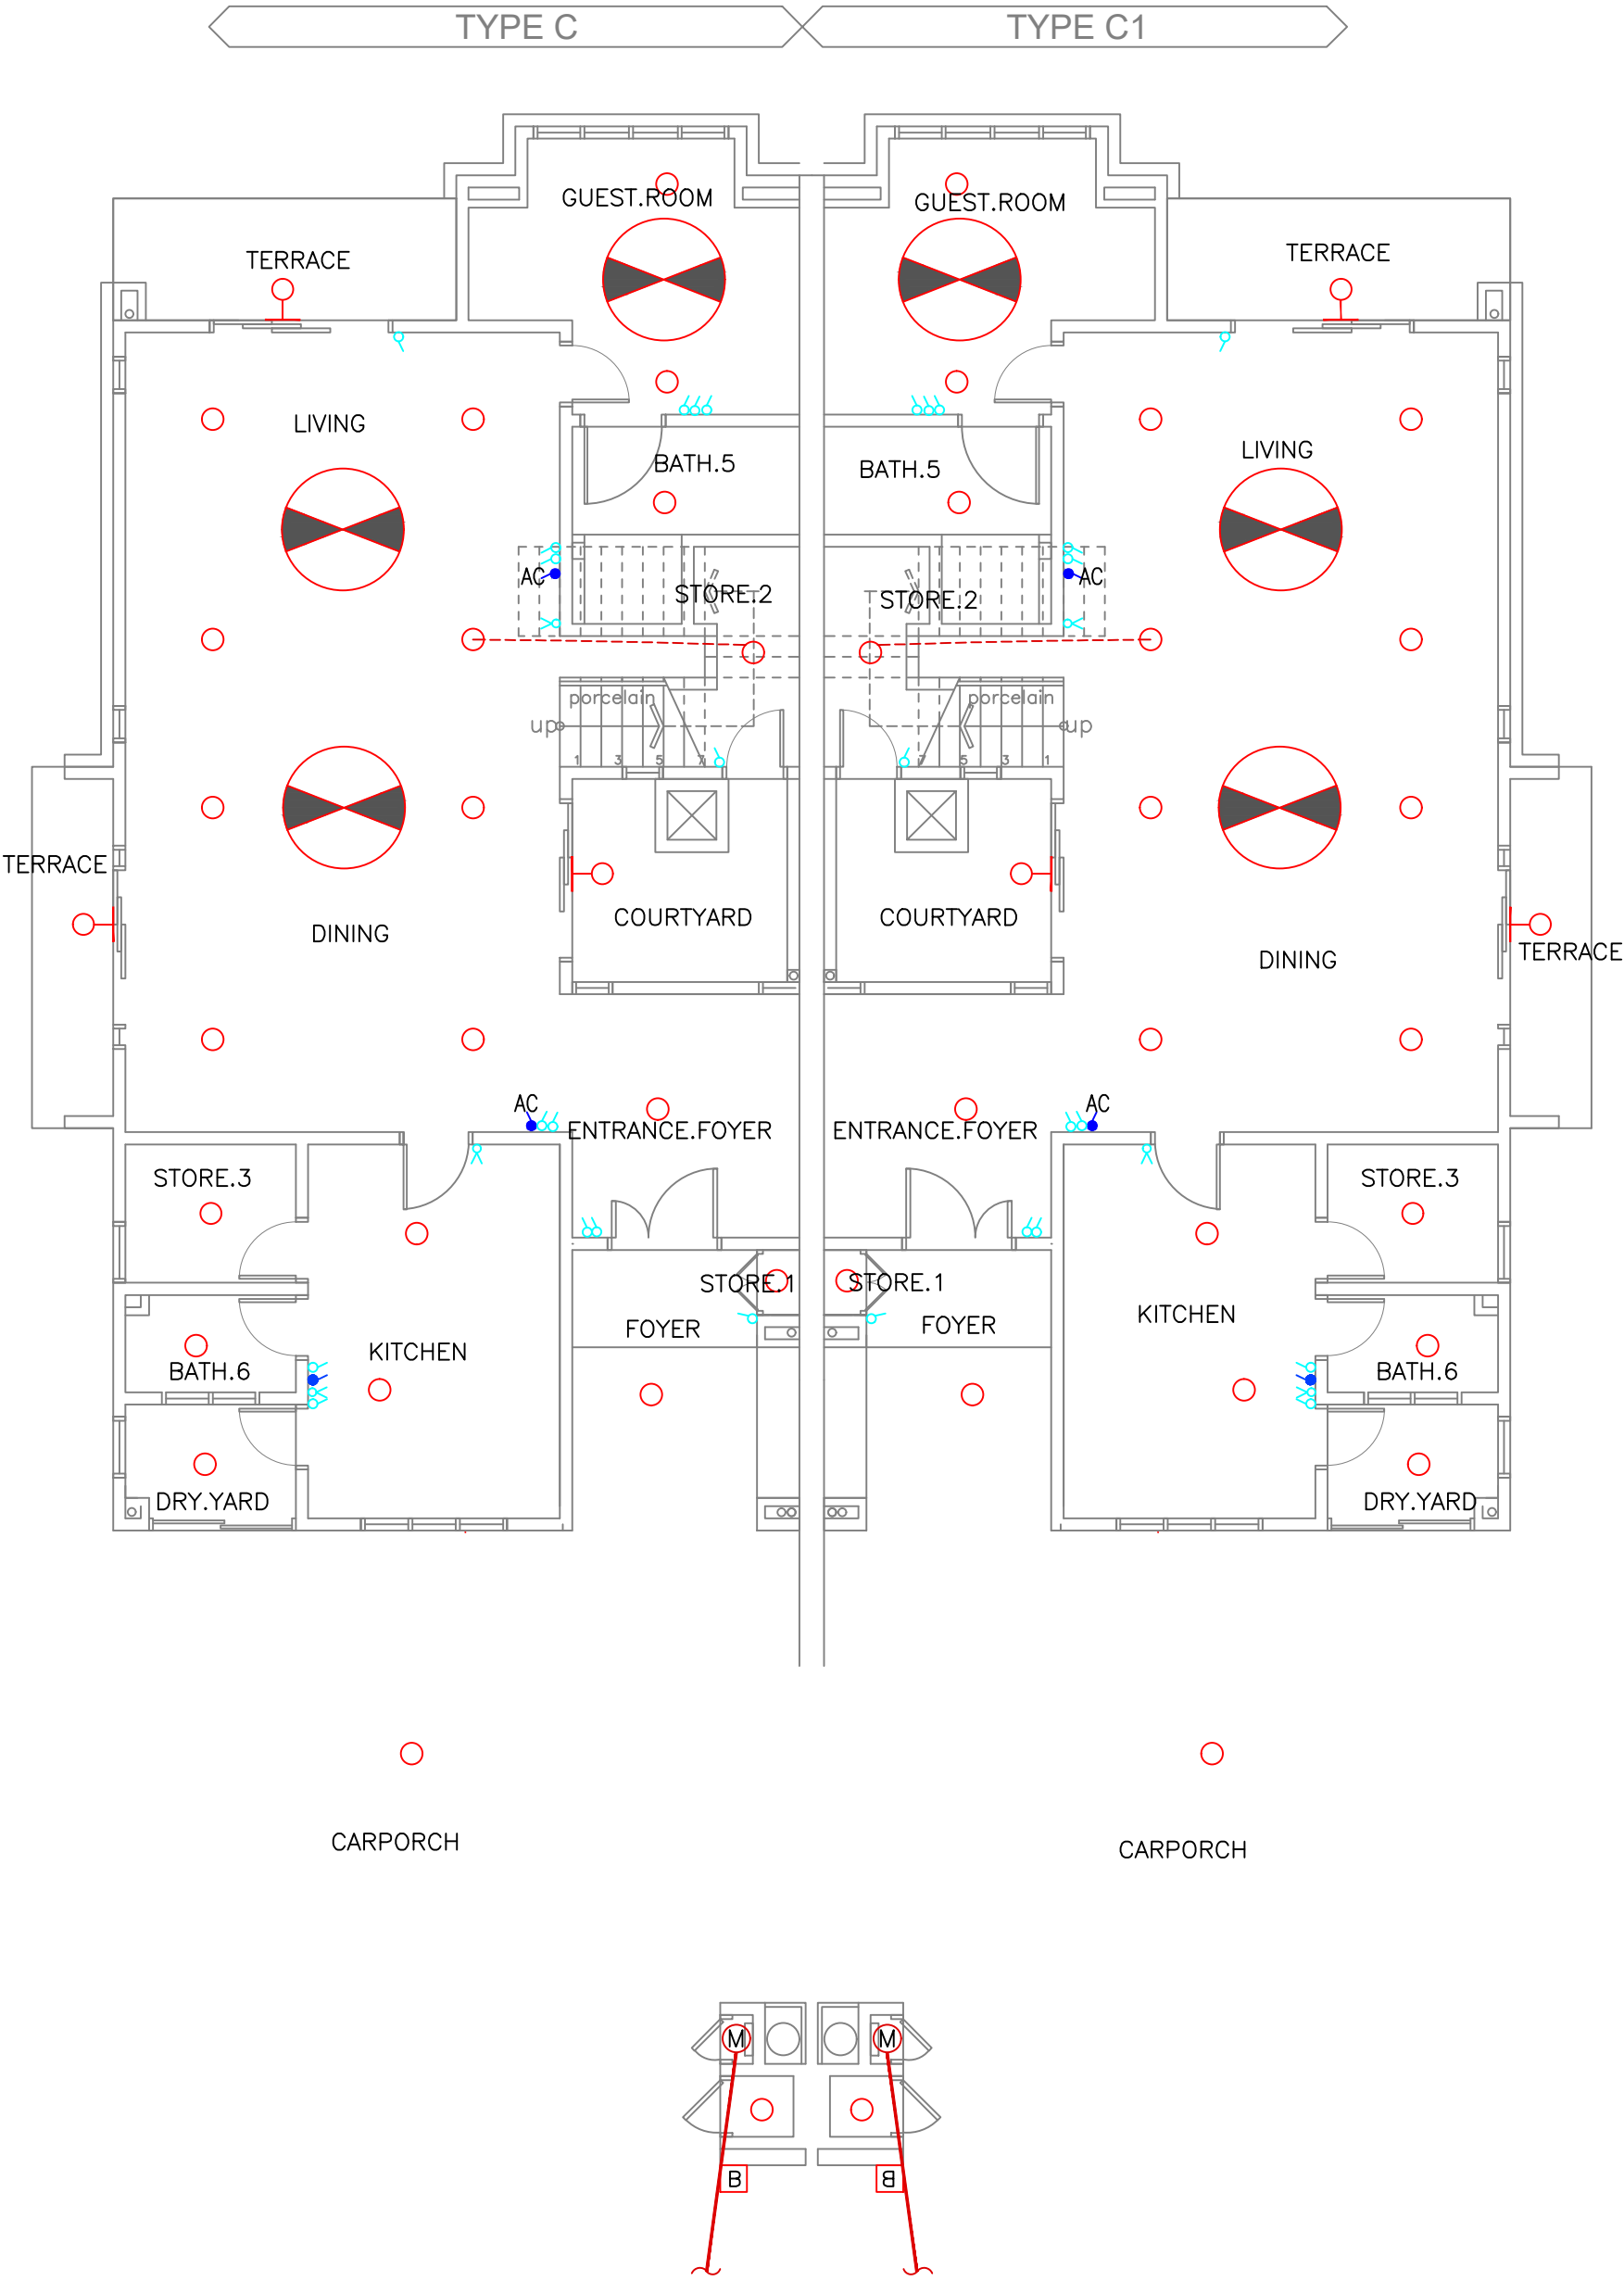 TYPE C TYPE C1
GUEST.ROOM GUEST.ROOM
TERRACE TERRACE
LIVING LIVING
BATH.5 BATH.5
AC AC
STORE.2 STORE.2
porcelain porcelain
up up
1 3 5 7 7 5 3 1
TERRACE
COURTYARD COURTYARD
DINING DINING
TERRACE
AC AC
ENTRANCE.FOYER ENTRANCE.FOYER
STORE.3 STORE.3
STORE.1 STORE.1
KITCHEN
FOYER FOYER
KITCHEN
BATH.6 BATH.6
DRY.YARD DRY.YARD
CARPORCH CARPORCH
M M
B B